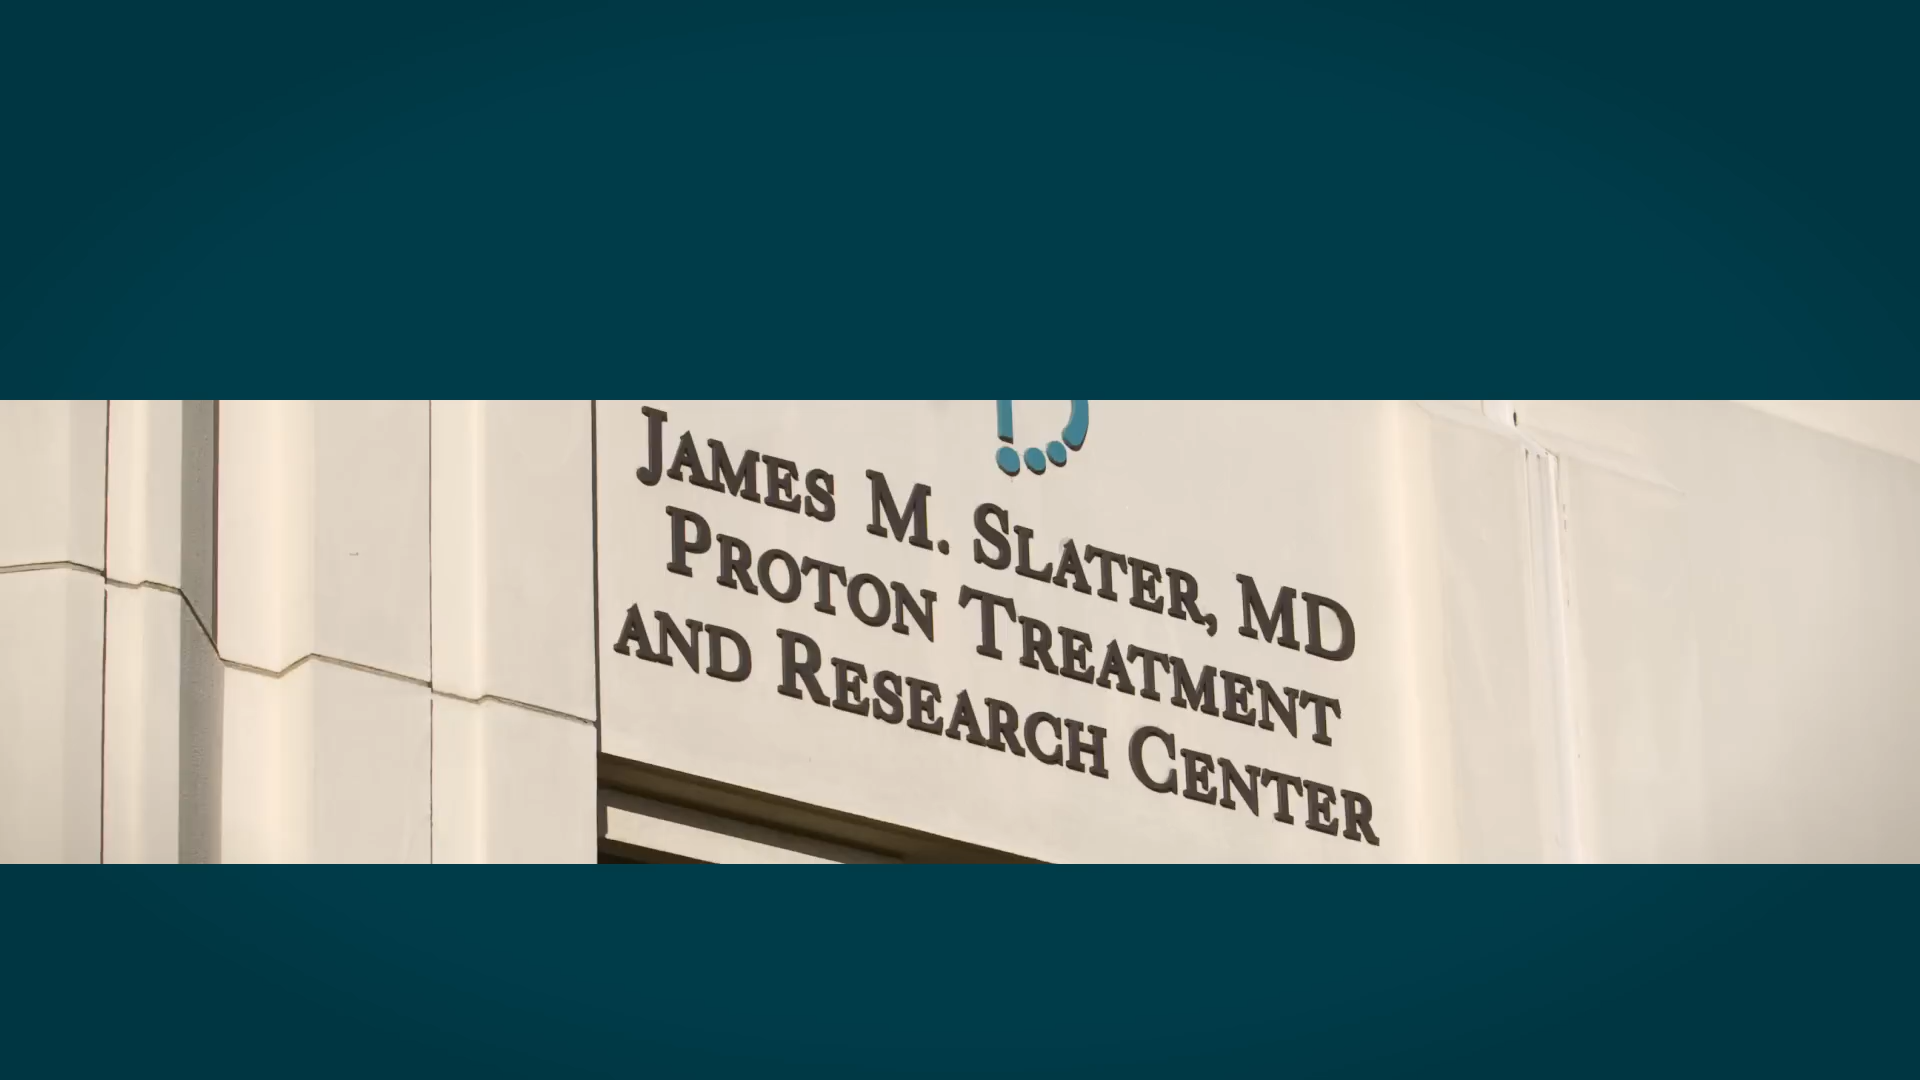 James M. Slater, MD
Proton Treatment
and Research Center